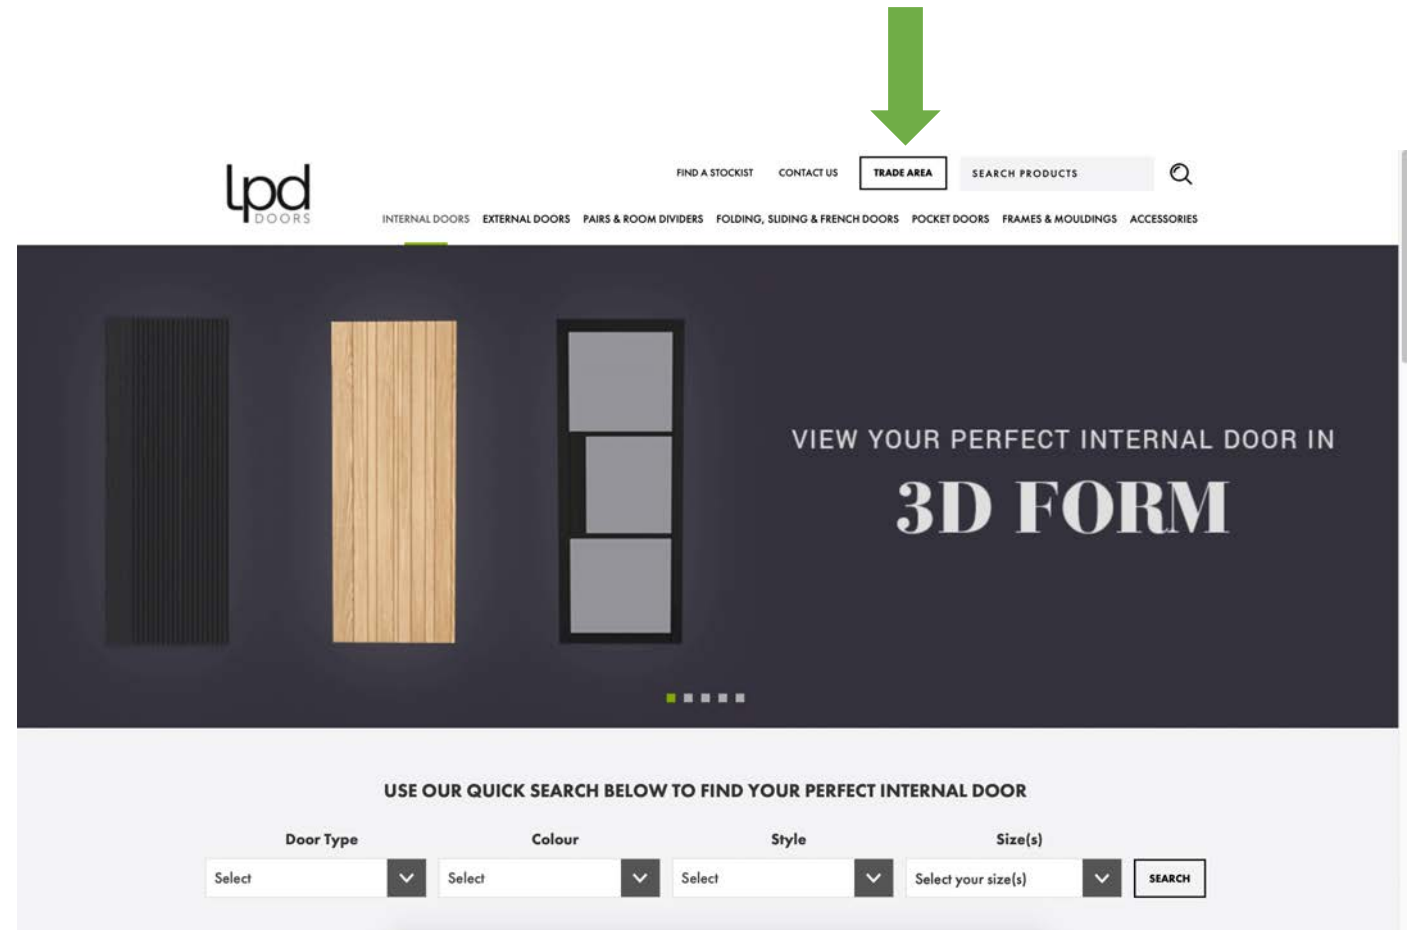 lpd
DOORS
FIND A STOCKIST CONTACT US TRADE AREA SEARCH PRODUCTS
INTERNAL DOORS EXTERNAL DOORS PAIRS & ROOM DIVIDERS FOLDING, SLIDING & FRENCH DOORS POCKET DOORS FRAMES & MOULDINGS ACCESSORIES
VIEW YOUR PERFECT INTERNAL DOOR IN
3D FORM
USE OUR QUICK SEARCH BELOW TO FIND YOUR PERFECT INTERNAL DOOR
Door Type Colour Style Size(s)
Select Select Select Select your size(s) SEARCH